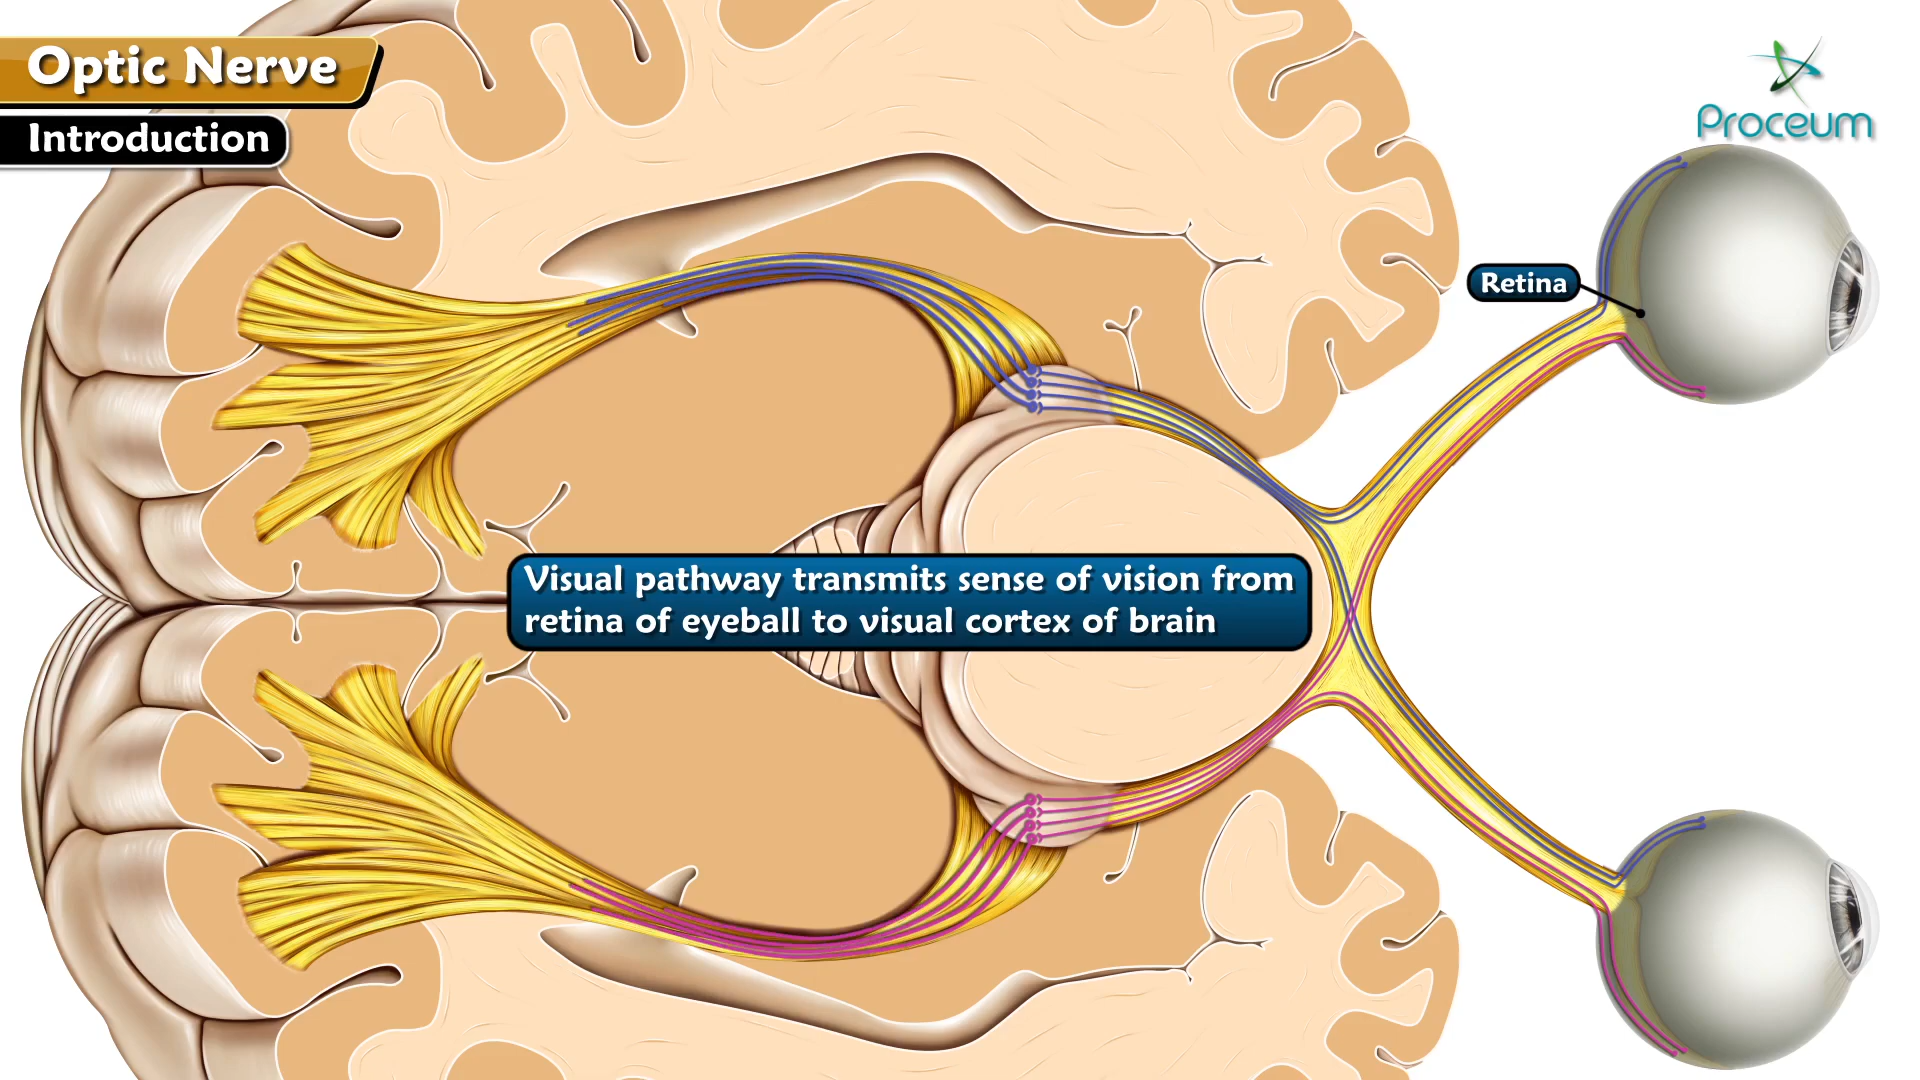 Optic Nerve
Introduction
Proceum
Retina
Visual pathway transmits sense of vision from
retina of eyeball to visual cortex of brain